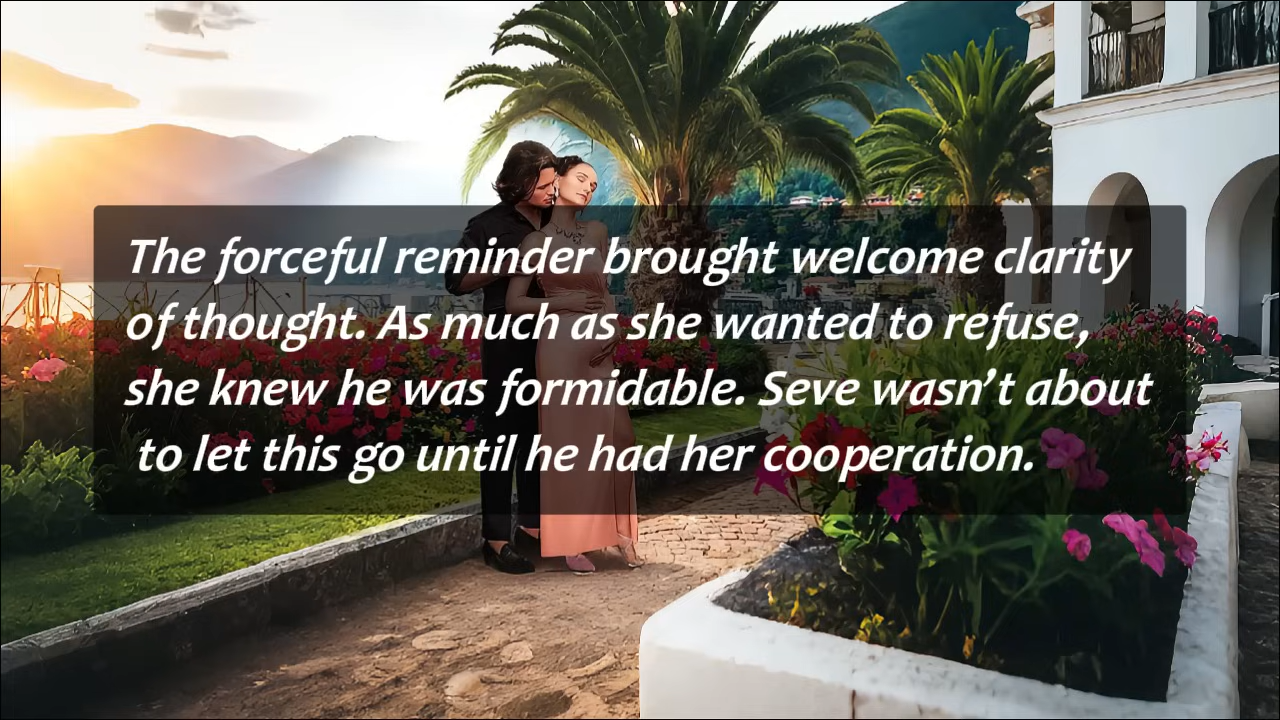 The forceful reminder brought welcome clarity
of thought. As much as she wanted to refuse,
she knew he was formidable. Seve wasn’t about
to let this go until he had her cooperation.